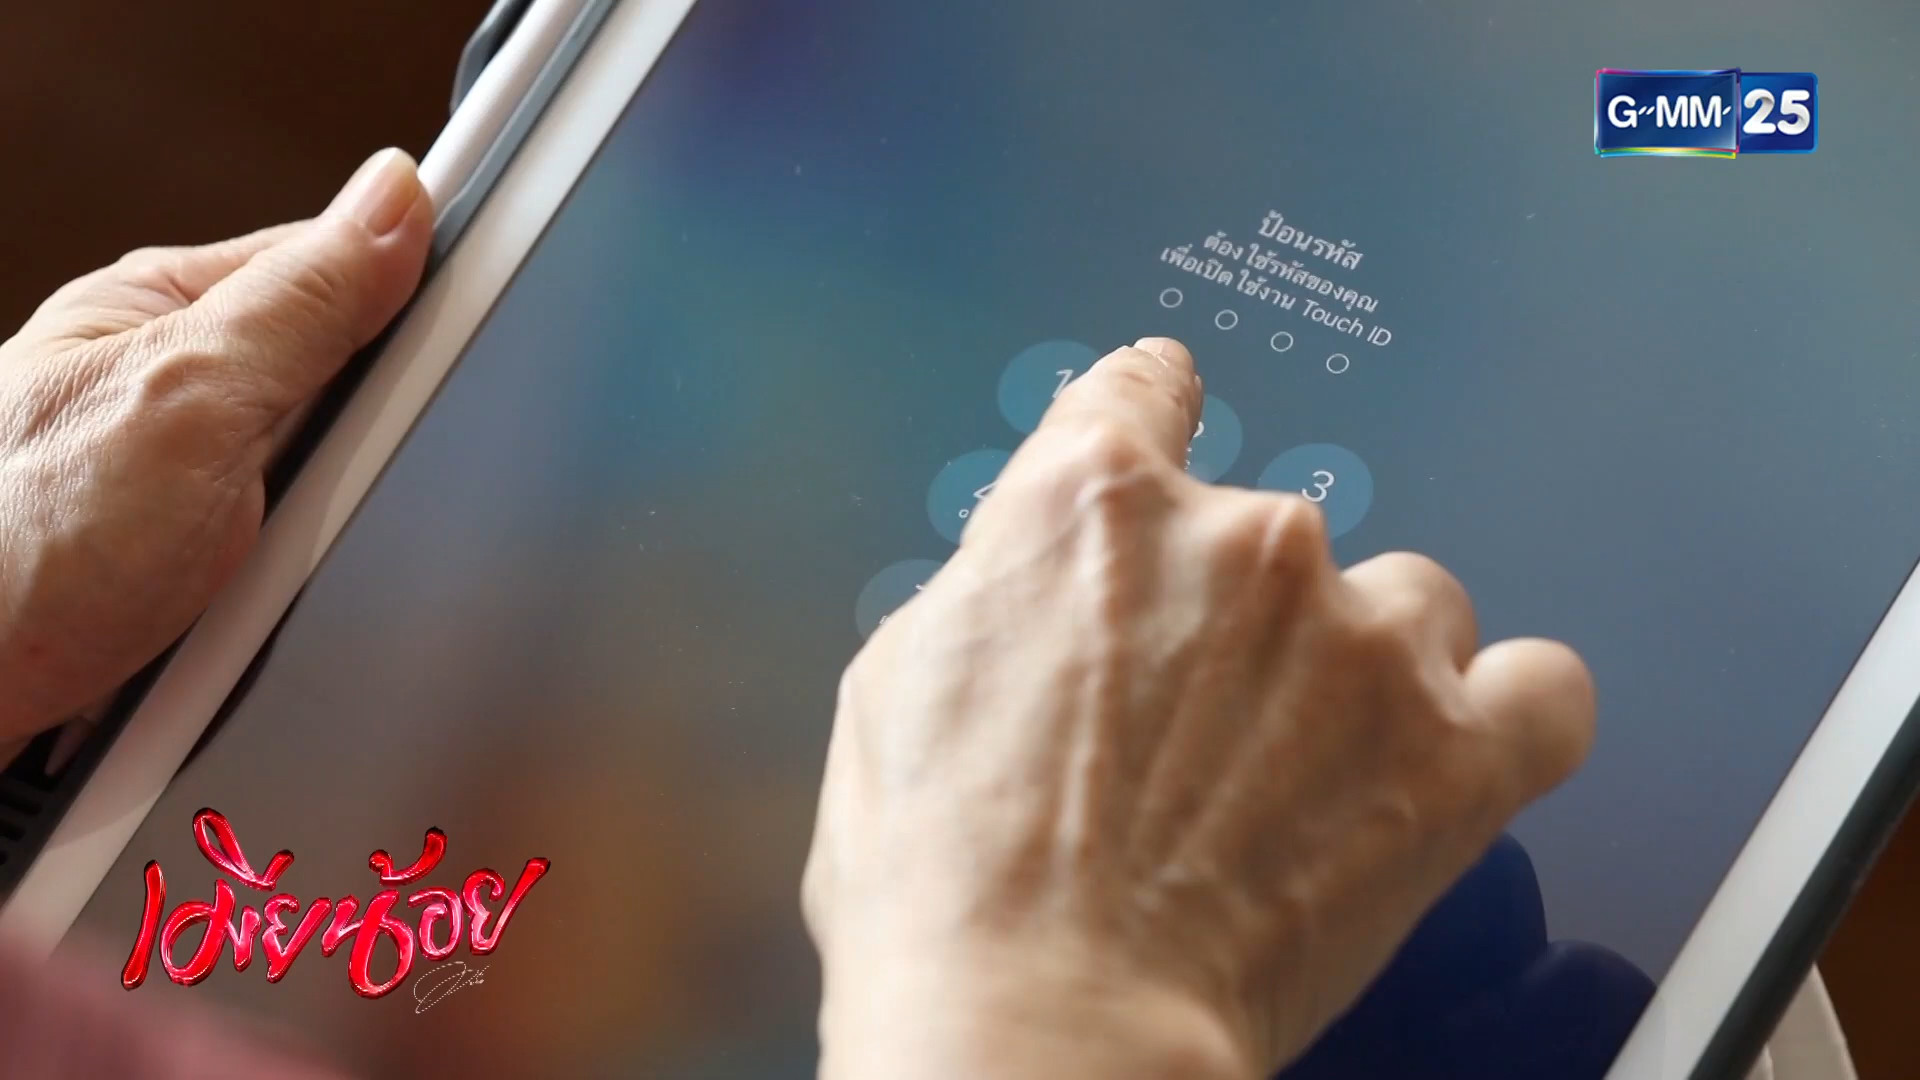 G"MM' 25
ป้อนรหัส
ต้องใช้รหัสของคุณ
เพื่อเปิดใช้งาน Touch ID
1
3
4
เมียน้อย